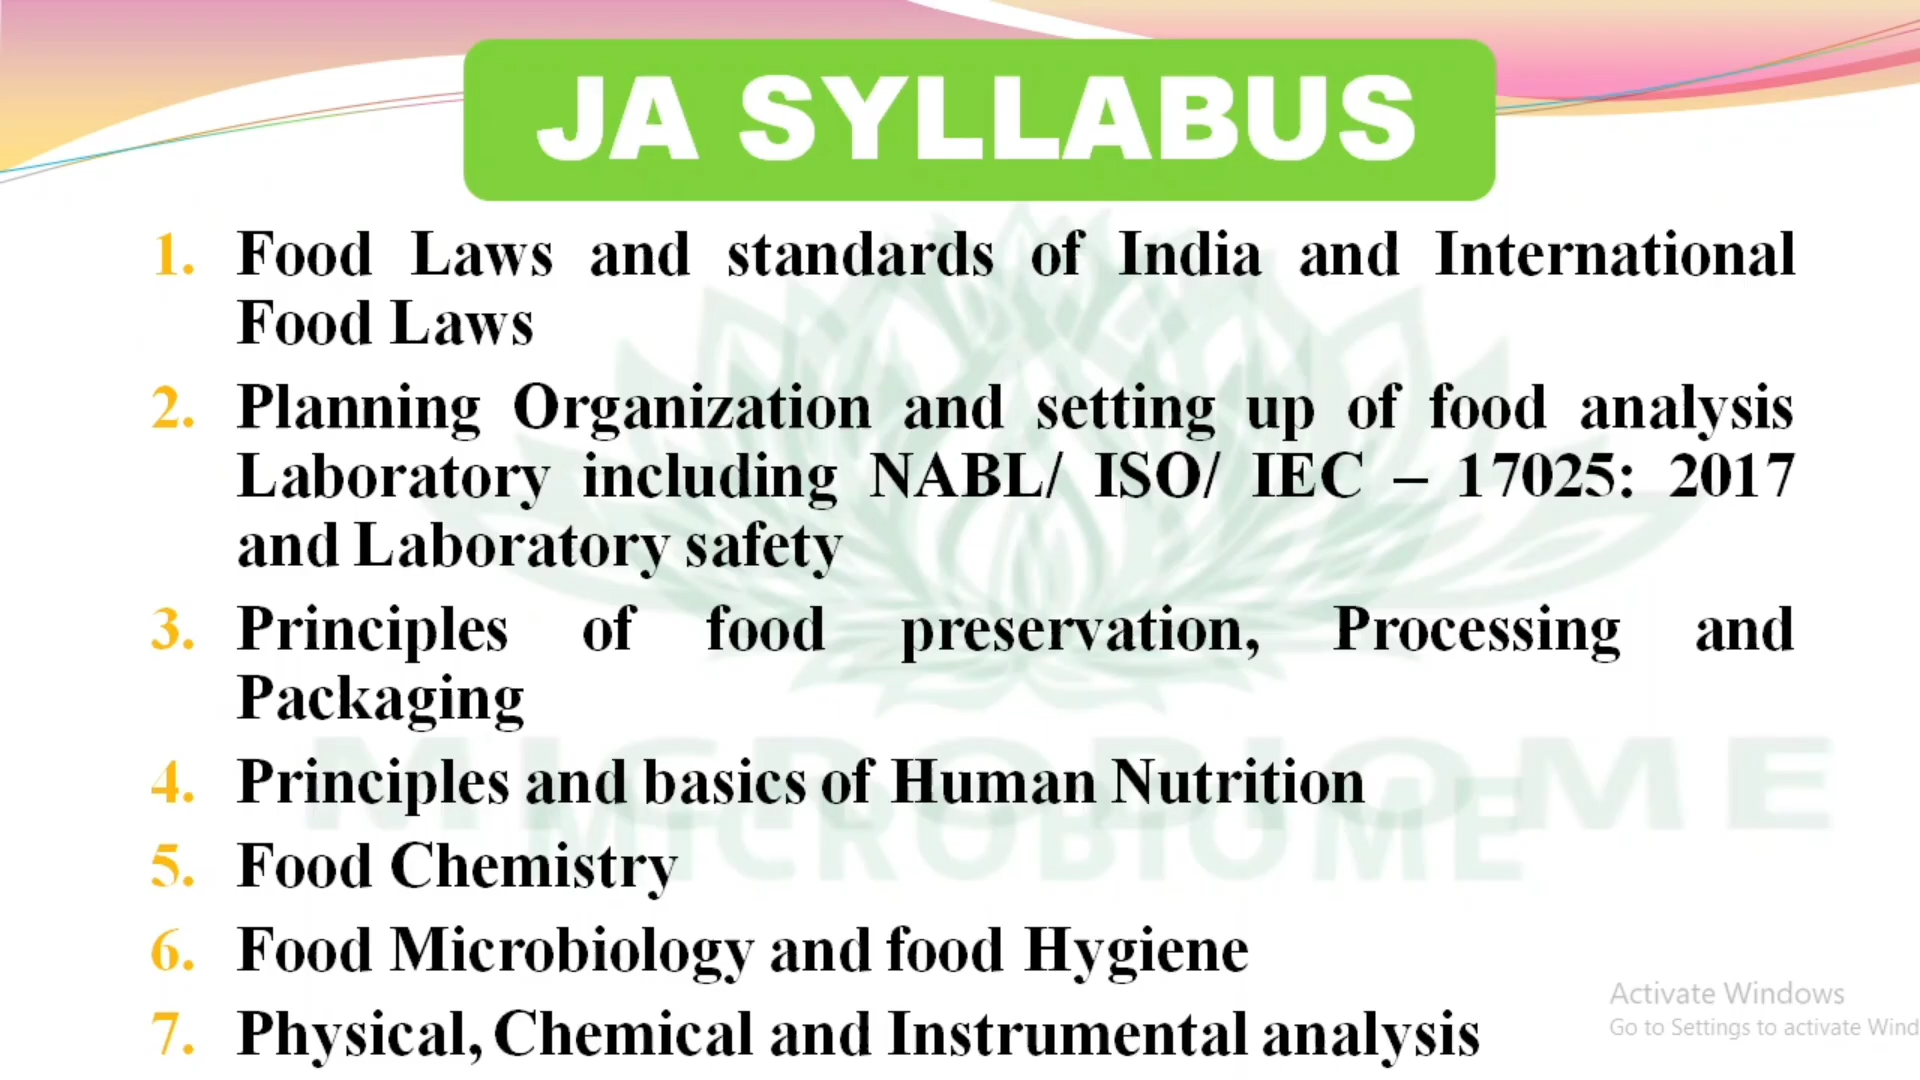 JA SYLLABUS
1. Food Laws and standards of India and International
Food Laws
2. Planning Organization and setting up of food analysis
Laboratory including NABL/ ISO/ IEC – 17025: 2017
and Laboratory safety
3. Principles of food preservation, Processing and
Packaging
4. Principles and basics of Human Nutrition
MICROBIOME
MICROBIOME
5. Food Chemistry
6. Food Microbiology and food Hygiene
7. Physical, Chemical and Instrumental analysis
Activate Windows
Go to Settings to activate Wind